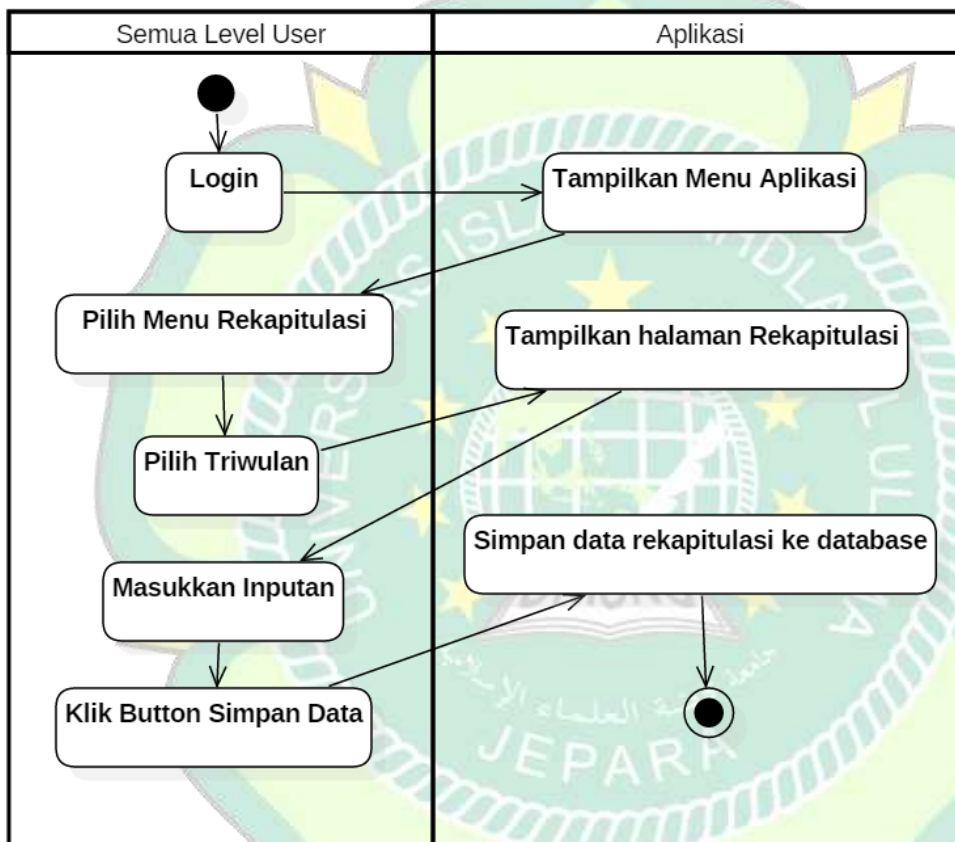 Semua Level User
Aplikasi
Login
Tampilkan Menu Aplikasi
Pilih Menu Rekapitulasi
Tampilkan halaman Rekapitulasi
Pilih Triwulan
Simpan data rekapitulasi ke database
Masukkan Inputan
Klik Button Simpan Data
JEPARA